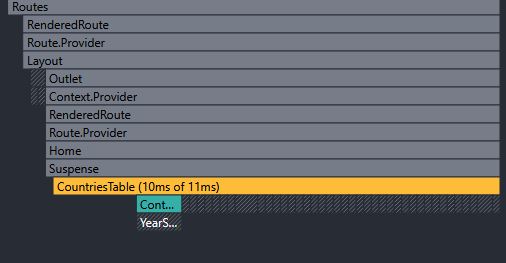 Routes
RenderedRoute
Route.Provider
Layout
Outlet
Context.Provider
RenderedRoute
Route.Provider
Home
Suspense
CountriesTable (10ms of 11ms)
Cont...
YearS...